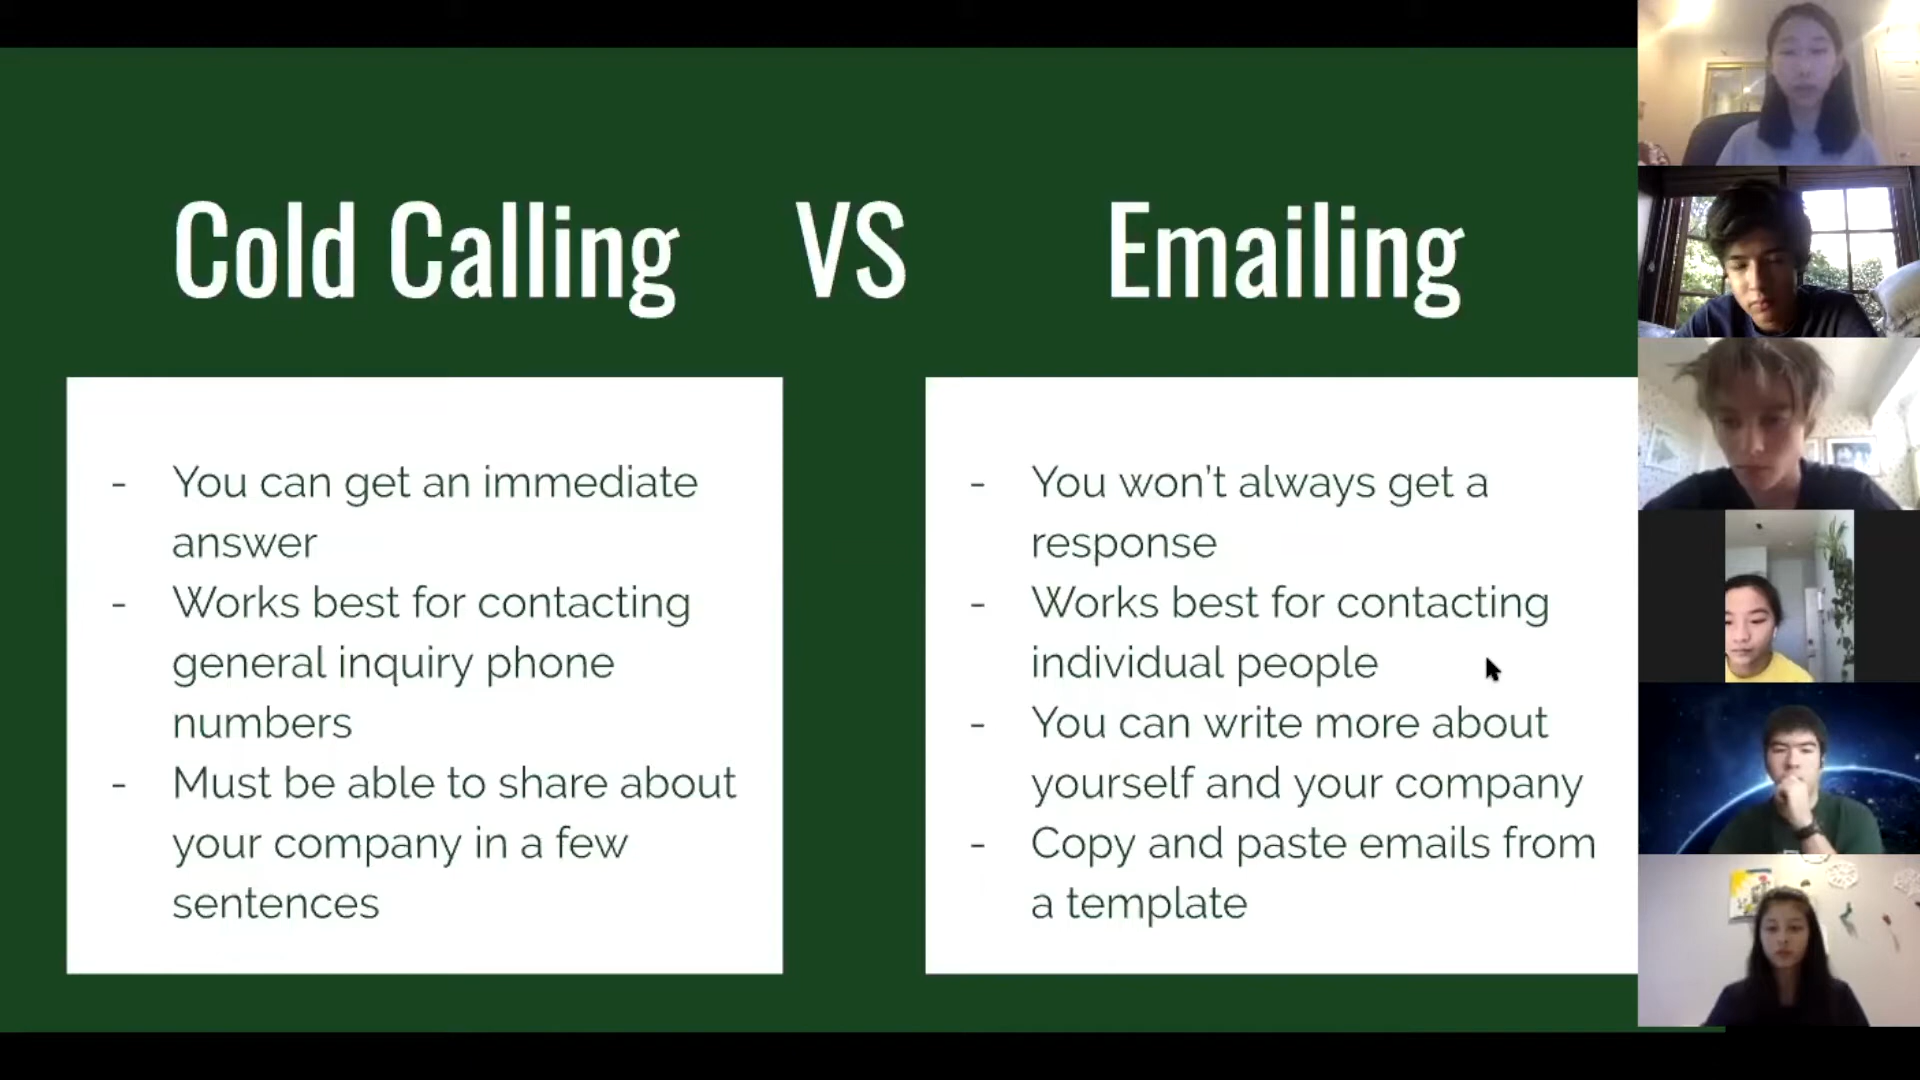 Cold Calling VS Emailing
- You can get an immediate
answer
- Works best for contacting
general inquiry phone
numbers
- Must be able to share about
your company in a few
sentences
- You won't always get a
response
- Works best for contacting
individual people
- You can write more about
yourself and your company
- Copy and paste emails from
a template